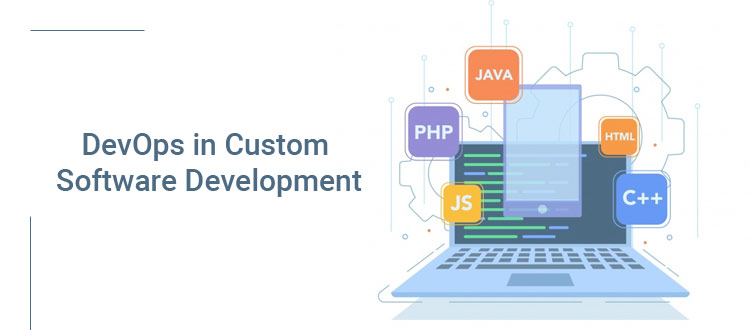 DevOps in Custom
Software Development
JAVA
PHP
HTML
JS
C++